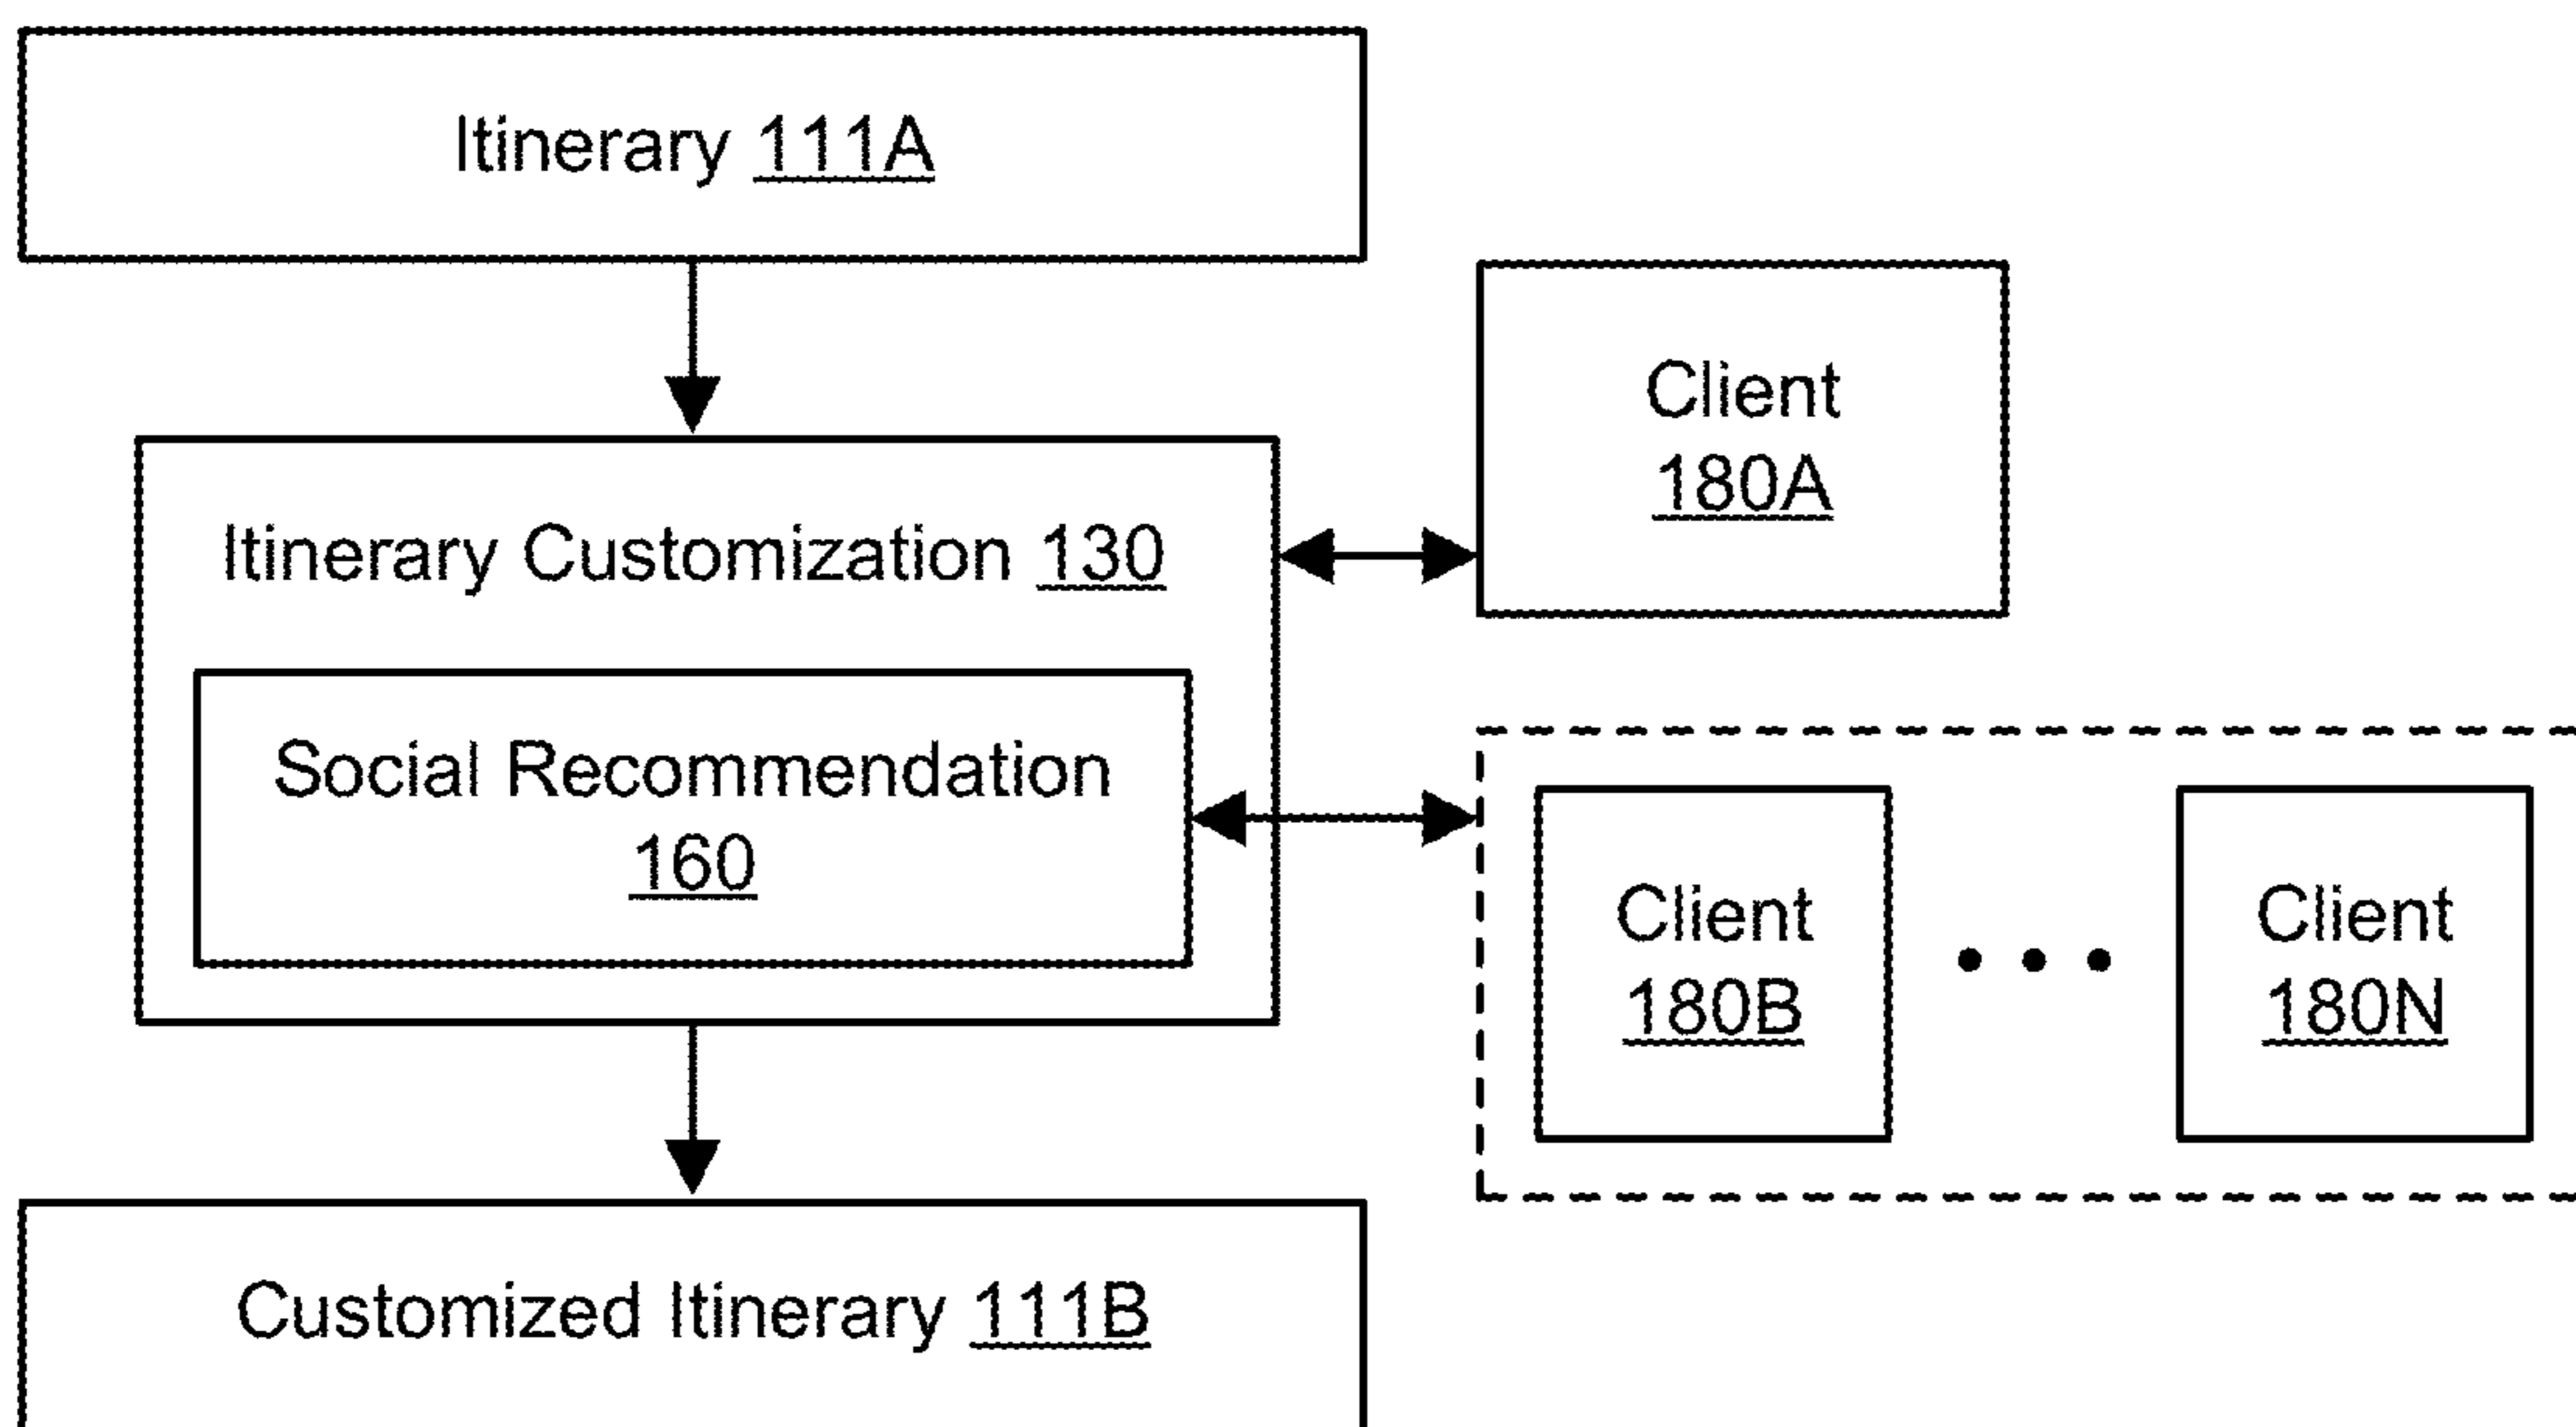 Itinerary 111A
Client
180A
Itinerary Customization 130
Social Recommendation
160
Client
180B
Client
180N
Customized Itinerary 111B